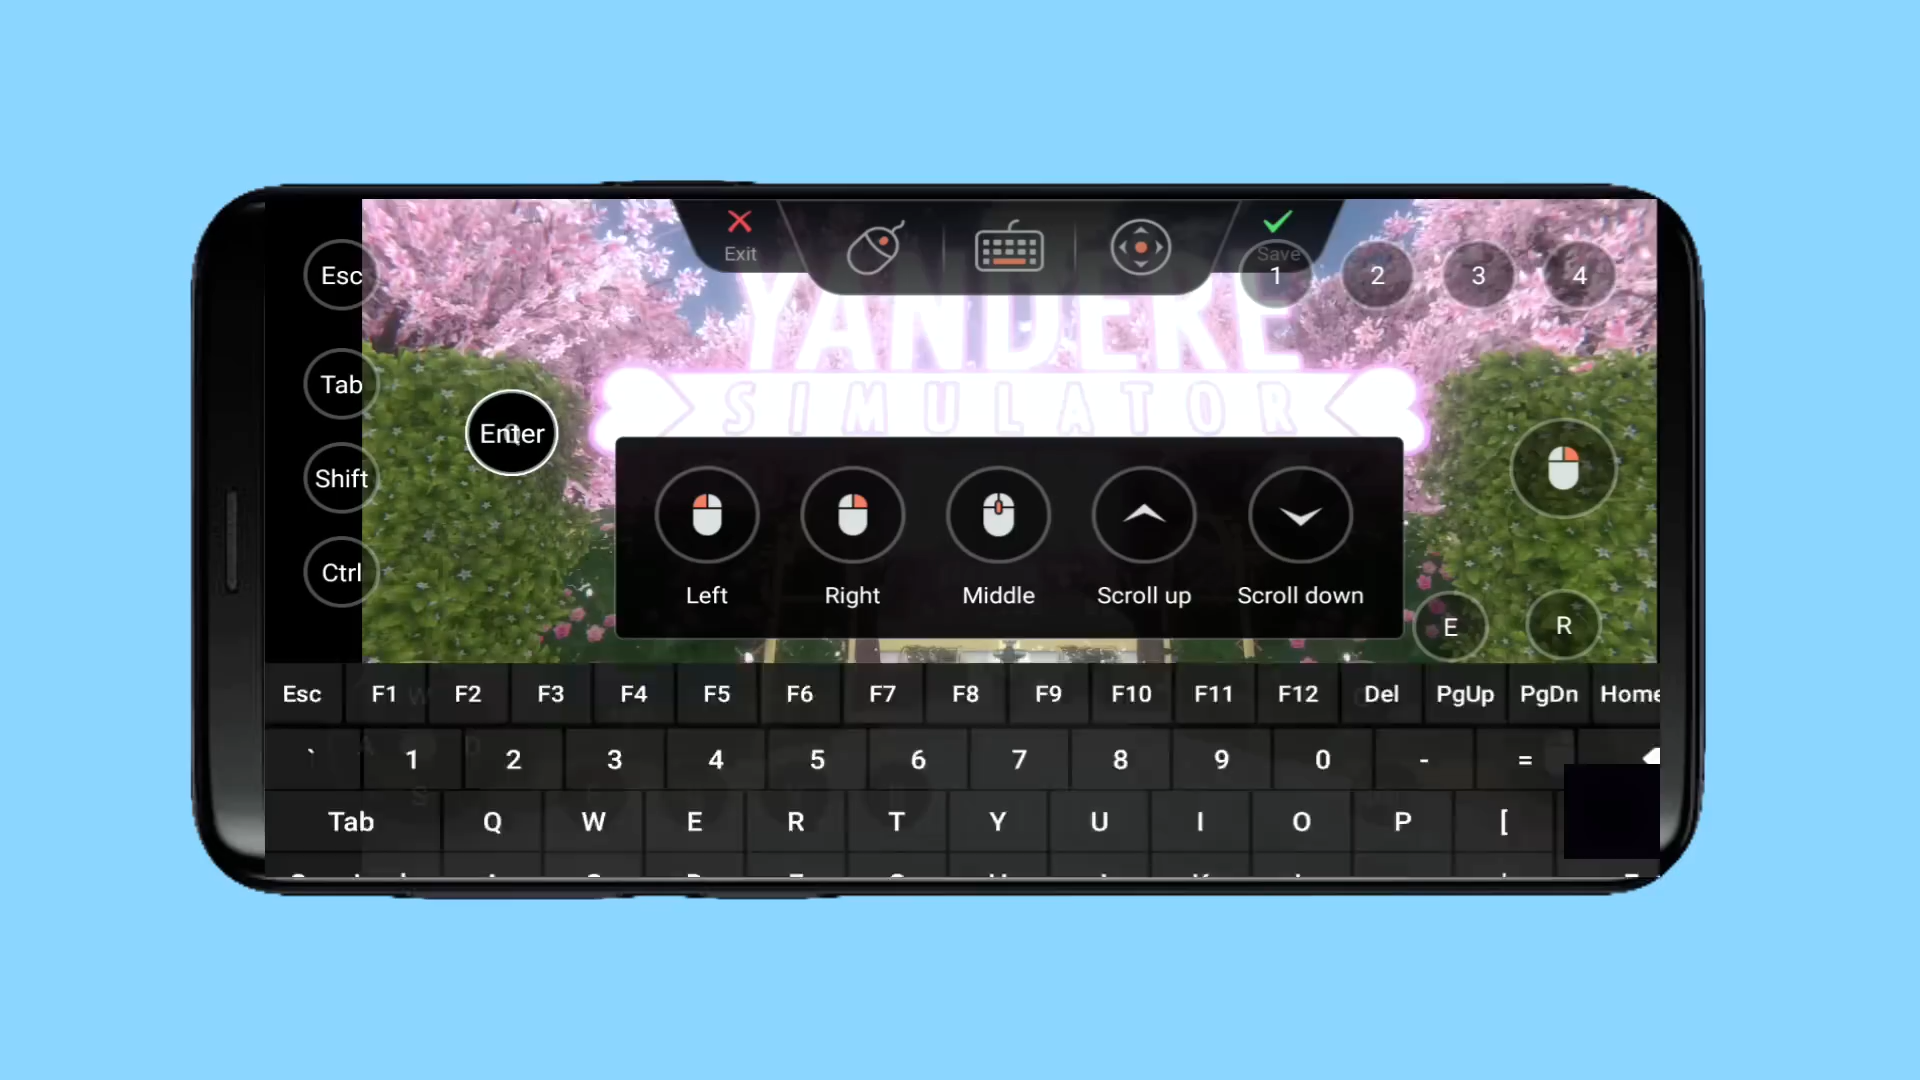 Exit
Save
Esc
1 2 3 4
YANDERE
SIMULATOR
Tab
Enter
Shift
Ctrl
Left Right Middle Scroll up Scroll down
E R
Esc F1 F2 F3 F4 F5 F6 F7 F8 F9 F10 F11 F12 Del PgUp PgDn Home
` 1 2 3 4 5 6 7 8 9 0 - =
Tab Q W E R T Y U I O P [